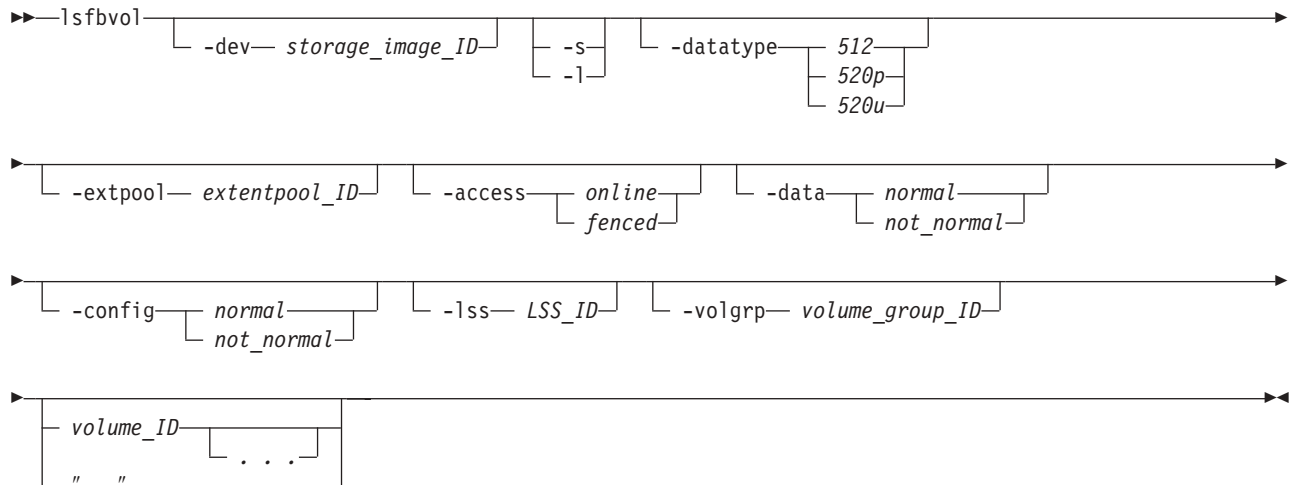 lsfbvol
-dev storage_image_ID -s -datatype 512
-l 520p
520u
-extpool extentpool_ID -access online -data normal
fenced not_normal
-config normal -lss LSS_ID -volgrp volume_group_ID
not_normal
volume_ID
. . .
" "